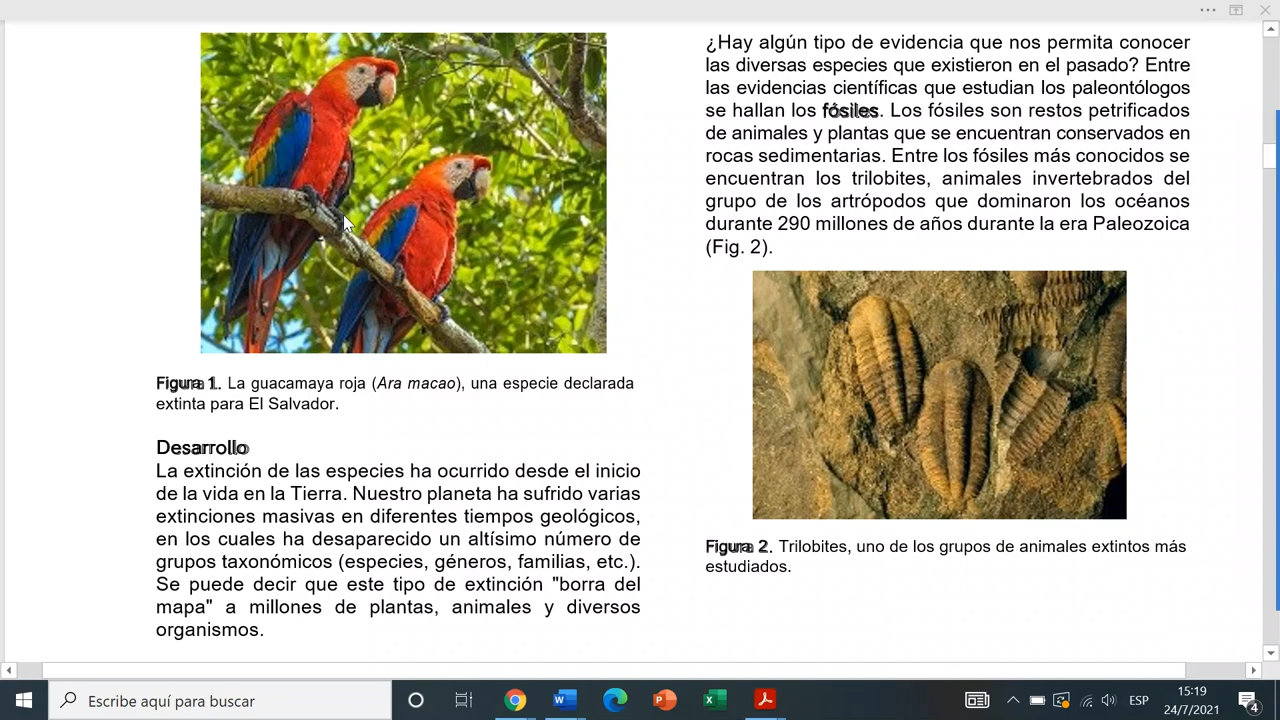 Figura 1. La guacamaya roja (Ara macao), una especie declarada
extinta para El Salvador.
Desarrollo
La extinción de las especies ha ocurrido desde el inicio
de la vida en la Tierra. Nuestro planeta ha sufrido varias
extinciones masivas en diferentes tiempos geológicos,
en los cuales ha desaparecido un altísimo número de
grupos taxonómicos (especies, géneros, familias, etc.).
Se puede decir que este tipo de extinción "borra del
mapa" a millones de plantas, animales y diversos
organismos.
¿Hay algún tipo de evidencia que nos permita conocer
las diversas especies que existieron en el pasado? Entre
las evidencias científicas que estudian los paleontólogos
se hallan los fósiles. Los fósiles son restos petrificados
de animales y plantas que se encuentran conservados en
rocas sedimentarias. Entre los fósiles más conocidos se
encuentran los trilobites, animales invertebrados del
grupo de los artrópodos que dominaron los océanos
durante 290 millones de años durante la era Paleozoica
(Fig. 2).
Figura 2. Trilobites, uno de los grupos de animales extintos más
estudiados.
Escribe aquí para buscar
ESP
15:19
24/7/2021
4